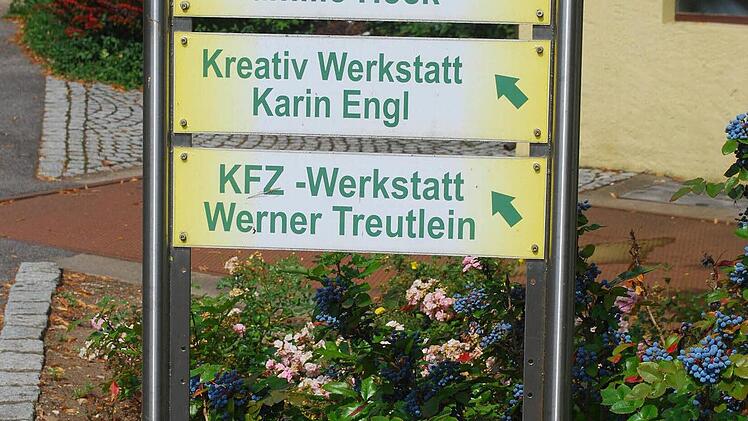 Kreativ Werkstatt
Karin Engl
KFZ -Werkstatt
Werner Treutlein